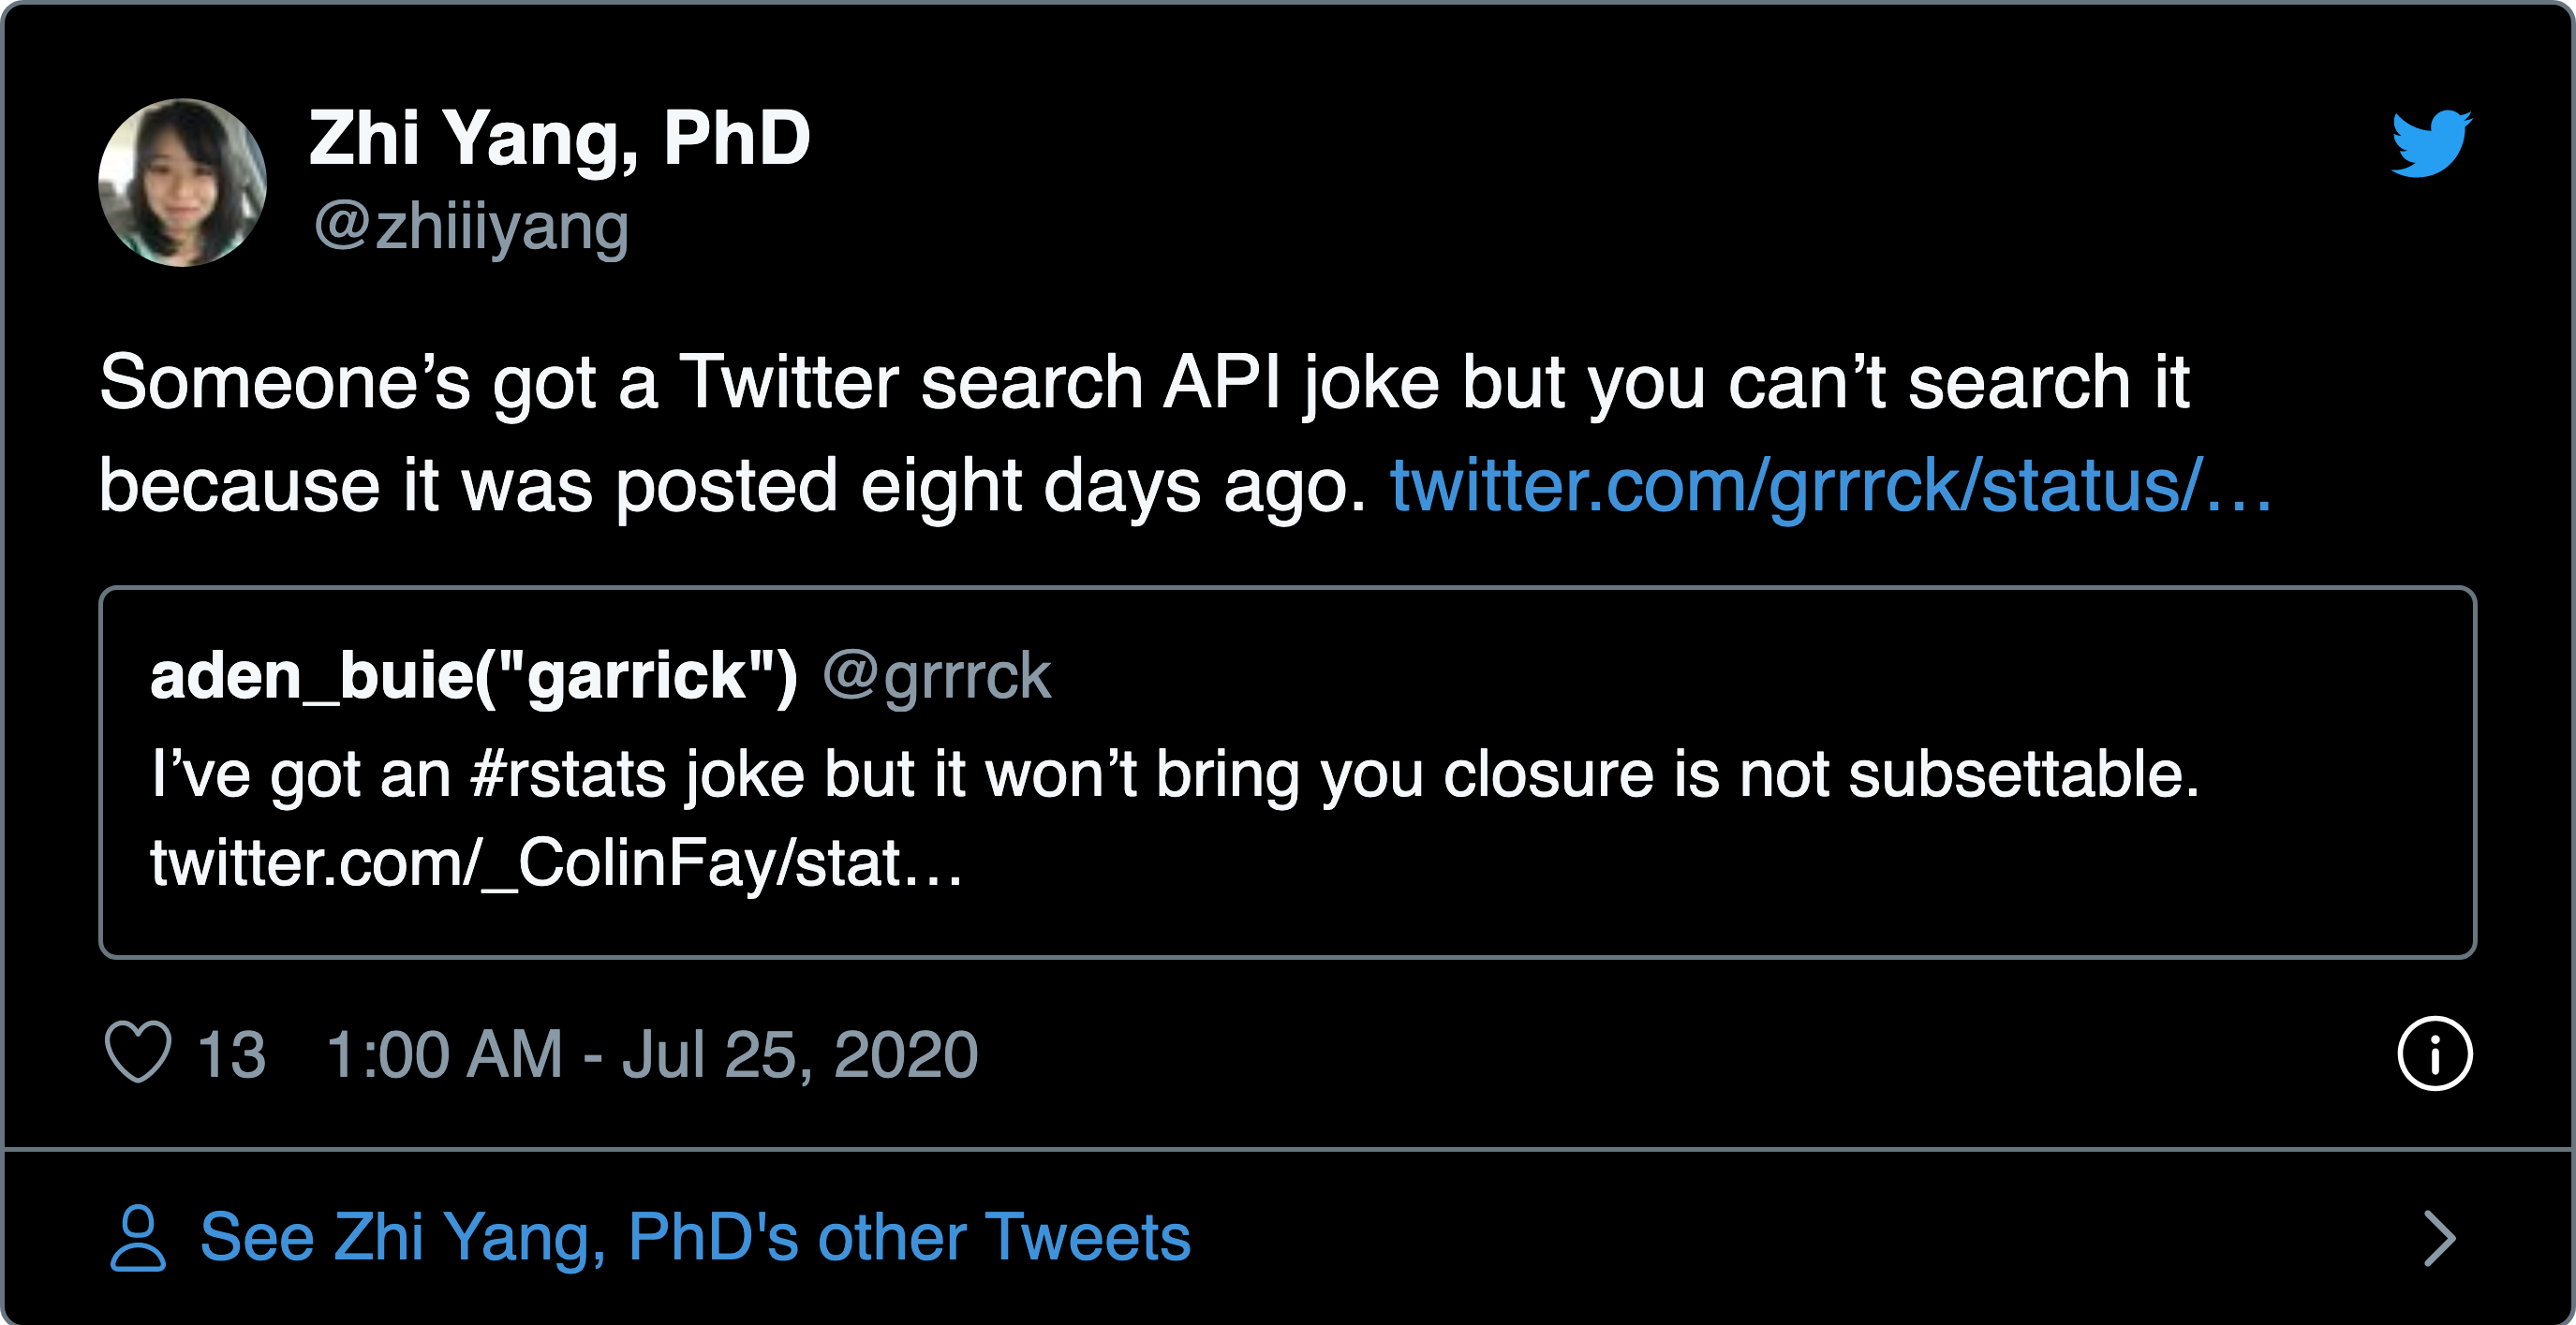 Zhi Yang, PhD
@zhiiiyang
Someone’s got a Twitter search API joke but you can’t search it
because it was posted eight days ago. twitter.com/grrrck/status/…
aden_buie("garrick") @grrrck
I’ve got an #rstats joke but it won’t bring you closure is not subsettable.
twitter.com/_ColinFay/stat…
13 1:00 AM - Jul 25, 2020
See Zhi Yang, PhD's other Tweets